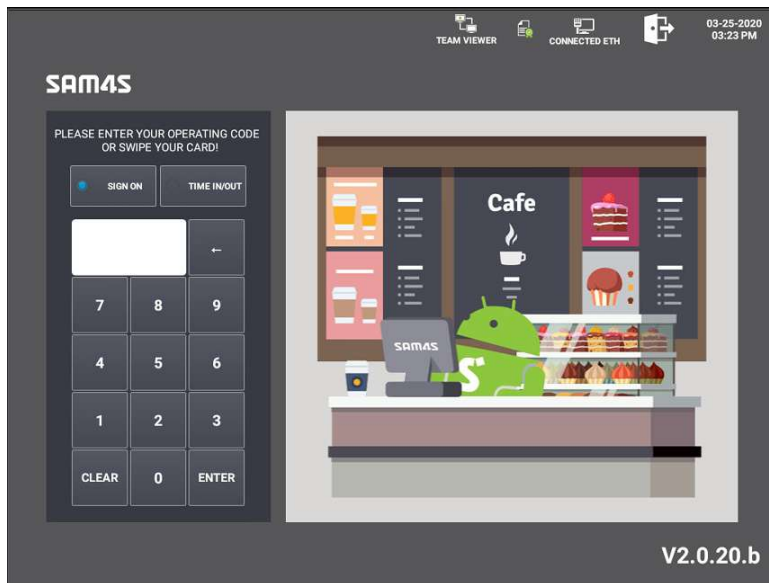 TEAM VIEWER
CONNECTED ETH
03-25-2020
03:23 PM
SAM4S
PLEASE ENTER YOUR OPERATING CODE
OR SWIPE YOUR CARD!
SIGN ON
TIME IN/OUT
←
7 8 9
4 5 6
1 2 3
CLEAR 0 ENTER
Cafe
SAM4S
S
V2.0.20.b